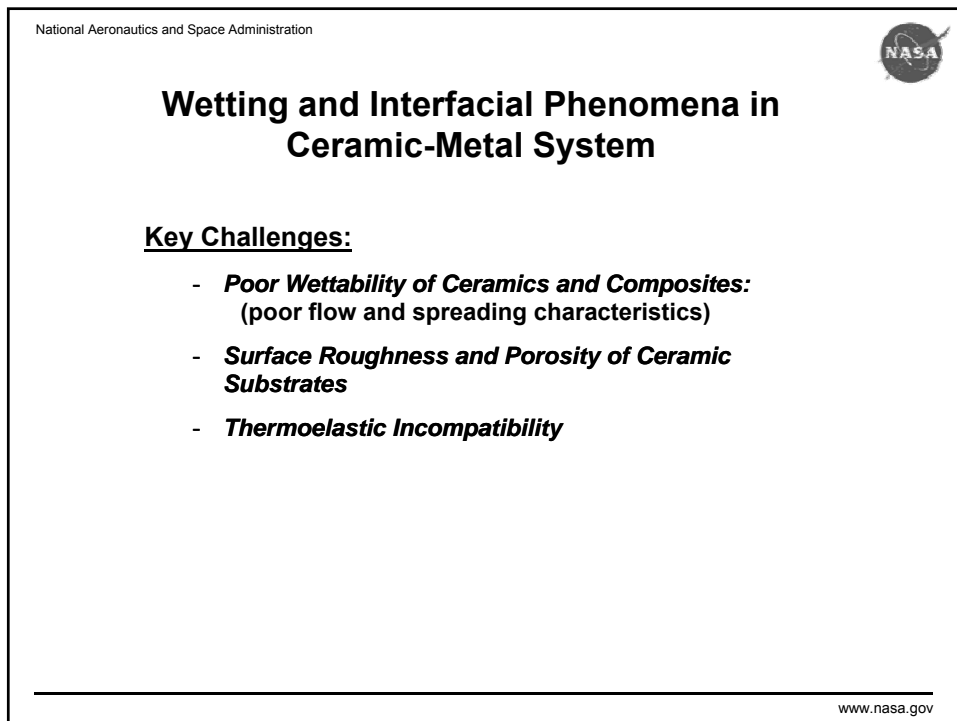 National Aeronautics and Space Administration
NASA
Wetting and Interfacial Phenomena in
Ceramic-Metal System
Key Challenges:
- Poor Wettability of Ceramics and Composites:
(poor flow and spreading characteristics)
- Surface Roughness and Porosity of Ceramic
Substrates
- Thermoelastic Incompatibility
www.nasa.gov